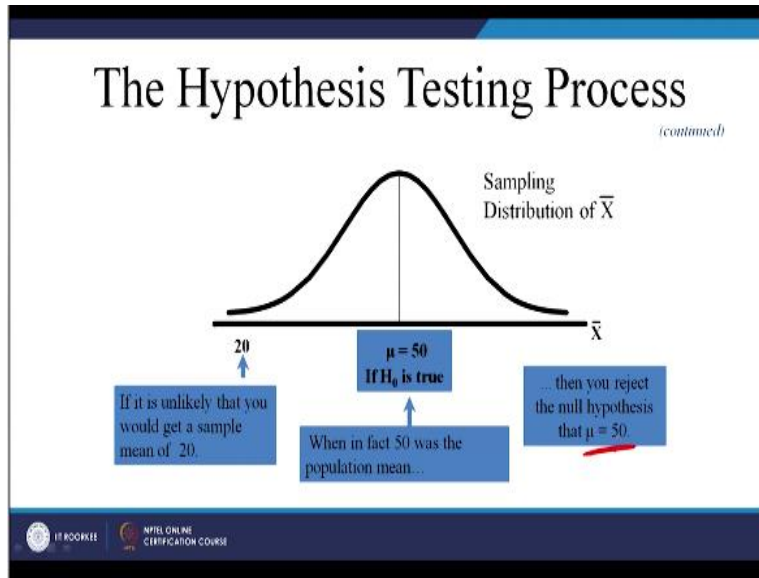 The Hypothesis Testing Process
(continued)
Sampling
Distribution of X̅
X̅
20
μ = 50
If H₀ is true
If it is unlikely that you
would get a sample
mean of 20.
When in fact 50 was the
population mean…
... then you reject
the null hypothesis
that μ = 50.
IIT ROORKEE
NPTEL ONLINE
CERTIFICATION COURSE